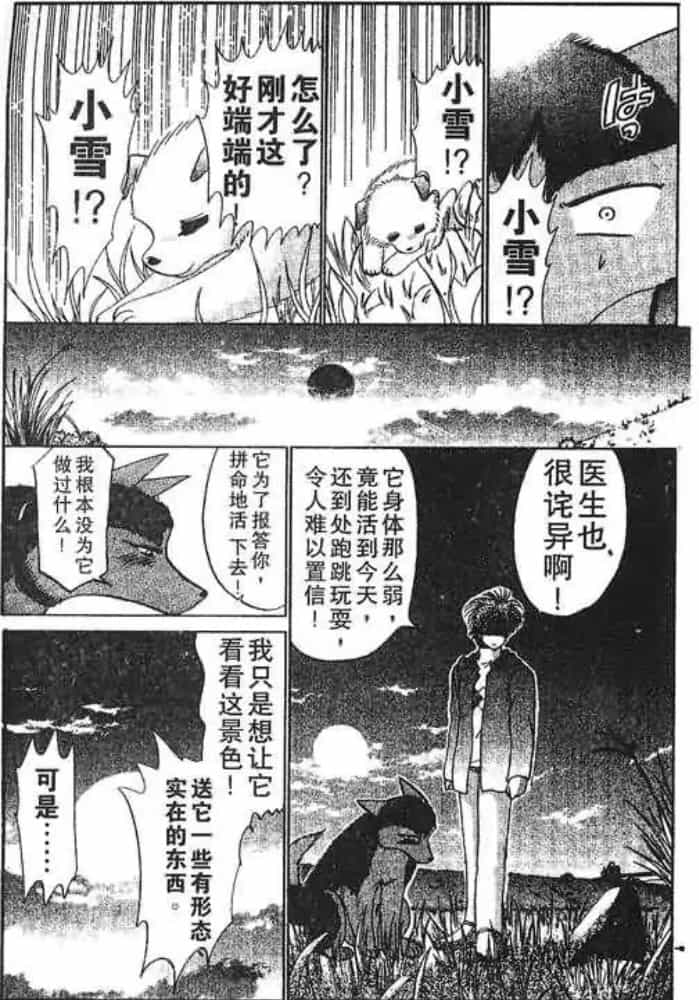 はっ
小雪!?
小雪!?
怎么了?
刚才这
好端端的!
小雪!?
医生也、
很诧异啊!
它身体那么弱,
竟能活到今天,
还到处跑跳玩耍,
令人难以置信!
它为了报答你,
拼命地活 下去!
我根本没为它
做过什么!
我只是想让它
看看这景色!
送它一些有形态
实在的东西。
可是……